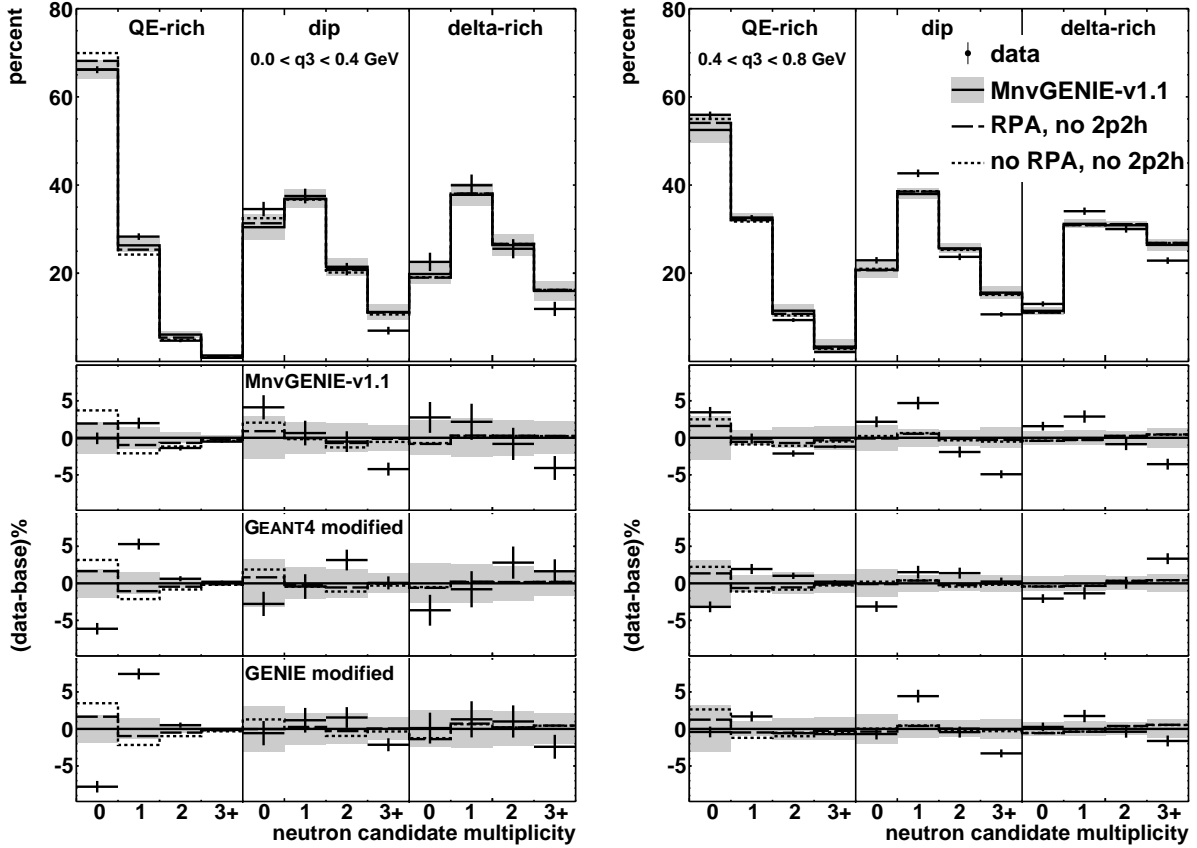 80
60
40
20
percent
QE-rich
dip
delta-rich
0.0 < q3 < 0.4 GeV
MnvGENIE-v1.1
5
0
-5
GEANT4 modified
5
0
-5
GENIE modified
5
0
-5
(data-base)%
0 1 2 3+ 0 1 2 3+ 0 1 2 3+
neutron candidate multiplicity
80
60
40
20
percent
QE-rich
dip
delta-rich
0.4 < q3 < 0.8 GeV
data
MnvGENIE-v1.1
RPA, no 2p2h
no RPA, no 2p2h
5
0
-5
5
0
-5
5
0
-5
(data-base)%
0 1 2 3+ 0 1 2 3+ 0 1 2 3+
neutron candidate multiplicity